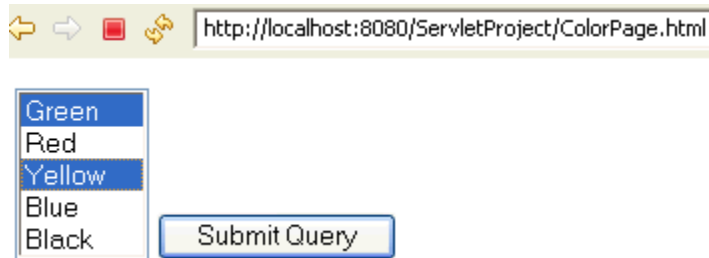 http://localhost:8080/ServletProject/ColorPage.html
Green
Red
Yellow
Blue
Black
Submit Query